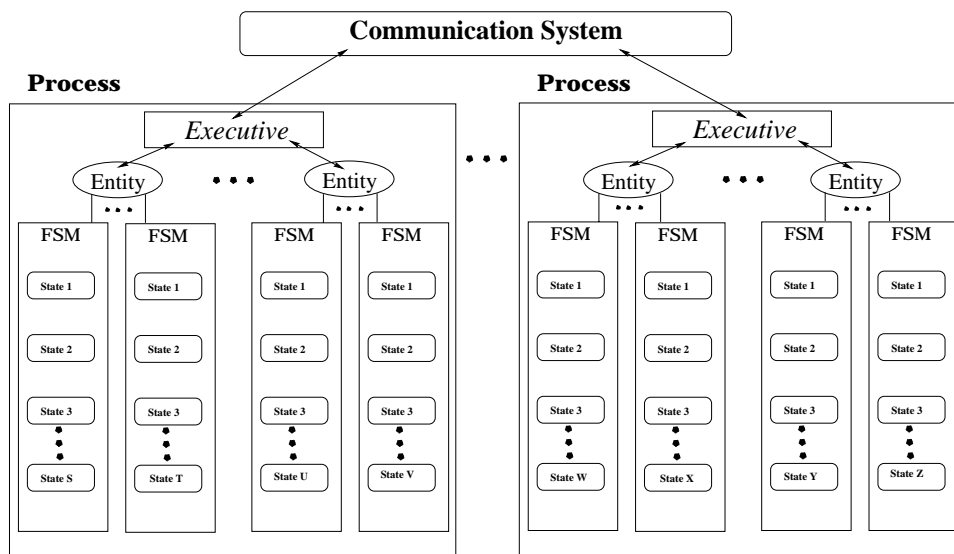 Communication System
Process Process
Executive Executive
Entity Entity Entity Entity
FSM FSM FSM FSM FSM FSM FSM FSM
State 1 State 1 State 1 State 1 State 1 State 1 State 1 State 1
State 2 State 2 State 2 State 2 State 2 State 2 State 2 State 2
State 3 State 3 State 3 State 3 State 3 State 3 State 3 State 3
State S State T State U State V State W State X State Y State Z